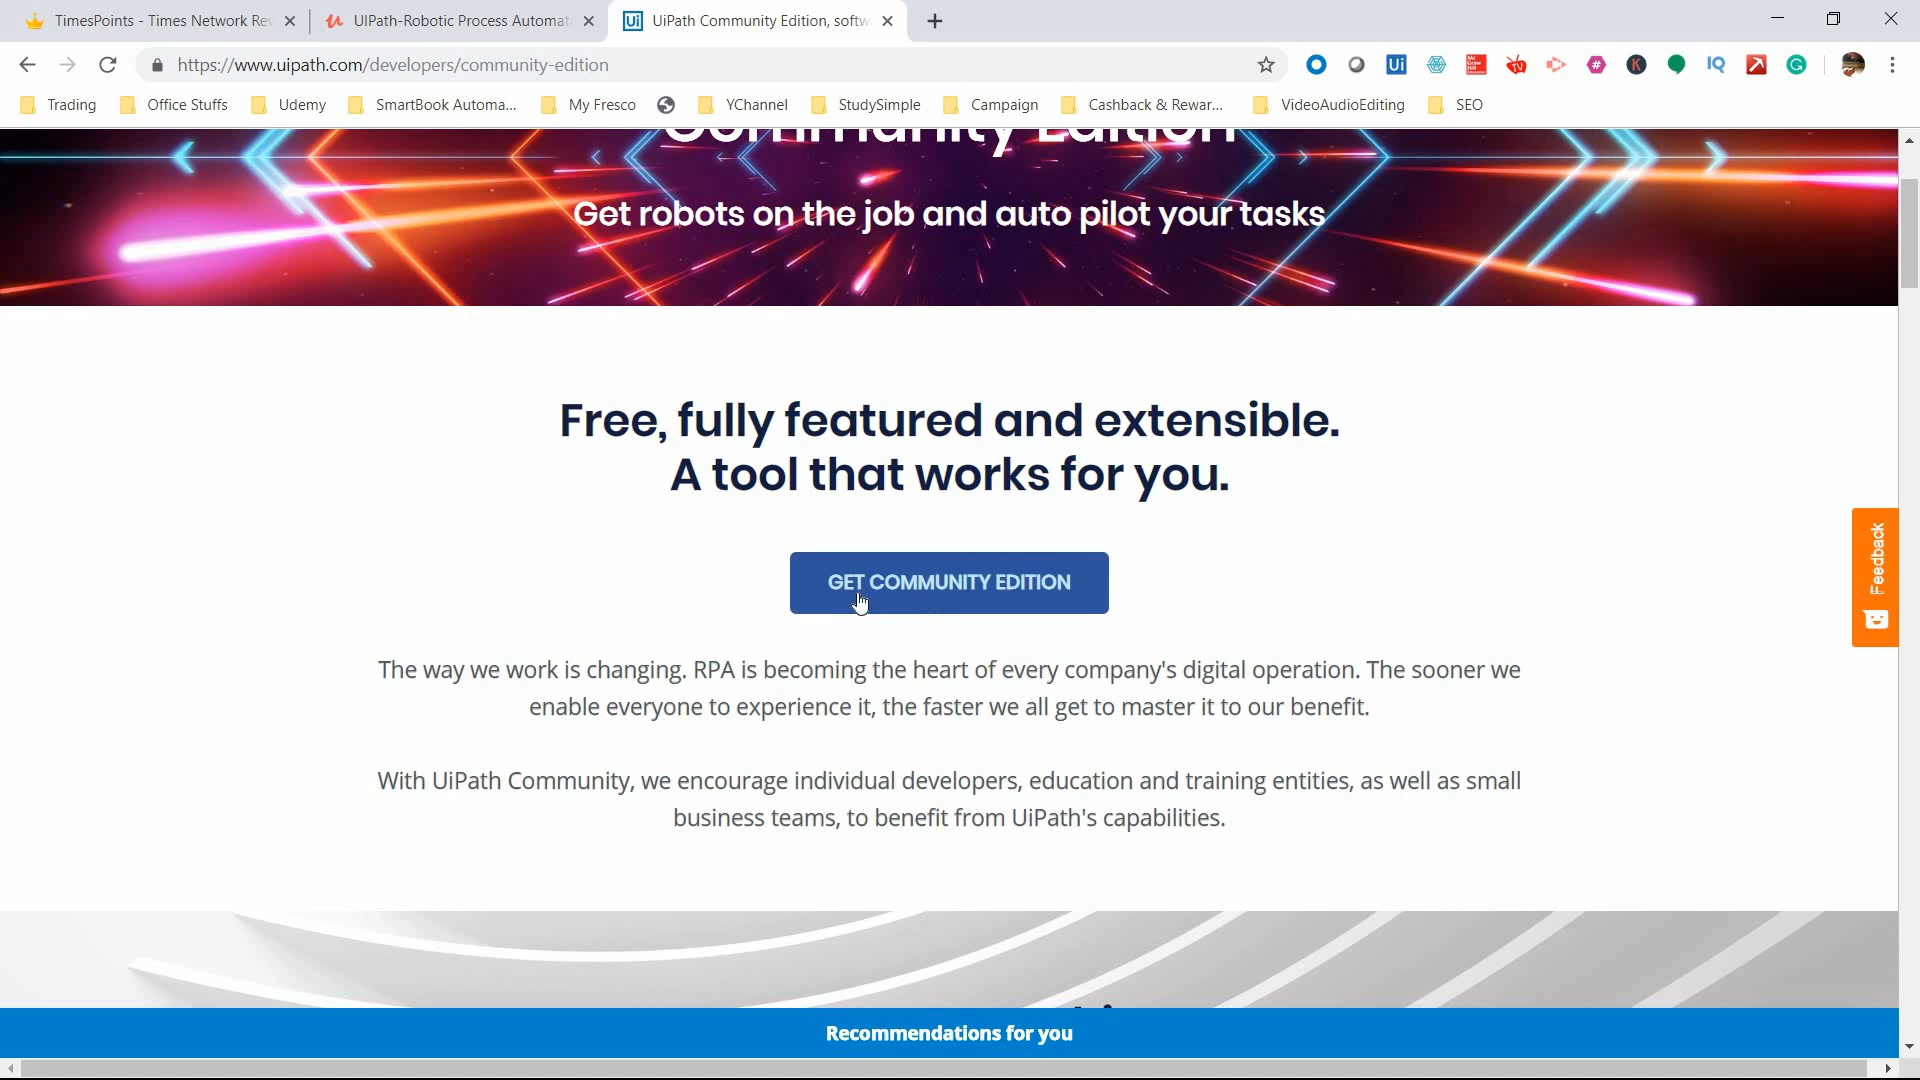 TimesPoints - Times Network Re
UIPath-Robotic Process Automat
Ui
UiPath Community Edition, softw
https://www.uipath.com/developers/community-edition
Ui
TV
#
K
IQ
G
Trading
Office Stuffs
Udemy
SmartBook Automa...
My Fresco
YChannel
StudySimple
Campaign
Cashback & Rewar...
VideoAudioEditing
SEO
Community Edition
Get robots on the job and auto pilot your tasks
Free, fully featured and extensible.
A tool that works for you.
GET COMMUNITY EDITION
The way we work is changing. RPA is becoming the heart of every company's digital operation. The sooner we
enable everyone to experience it, the faster we all get to master it to our benefit.
With UiPath Community, we encourage individual developers, education and training entities, as well as small
business teams, to benefit from UiPath's capabilities.
Feedback
Recommendations for you